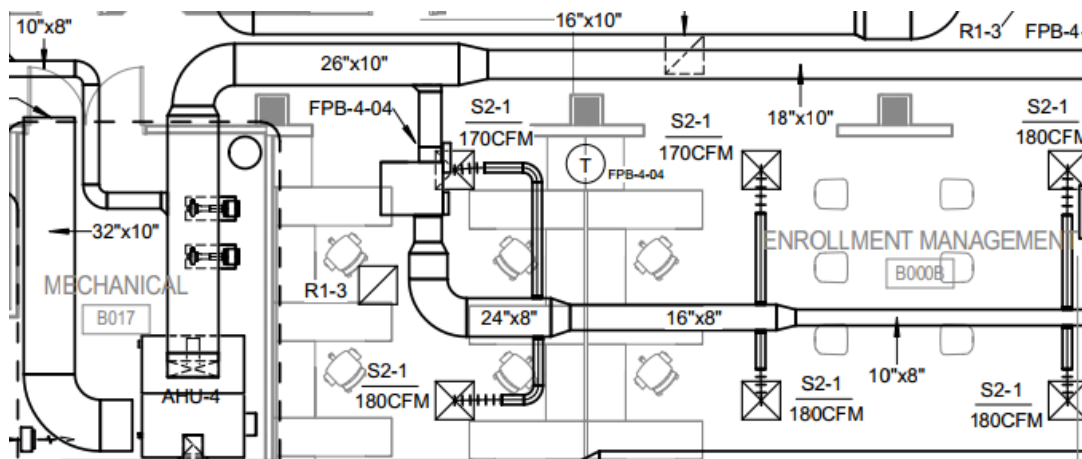 10"x8"
16"x10"
R1-3
FPB-4-
26"x10"
FPB-4-04
S2-1
170CFM
S2-1
170CFM
18"x10"
S2-1
180CFM
T
FPB-4-04
32"x10"
MECHANICAL
B017
R1-3
ENROLLMENT MANAGEMENT
B000B
24"x8"
16"x8"
10"x8"
S2-1
180CFM
S2-1
180CFM
S2-1
180CFM
AHU-4